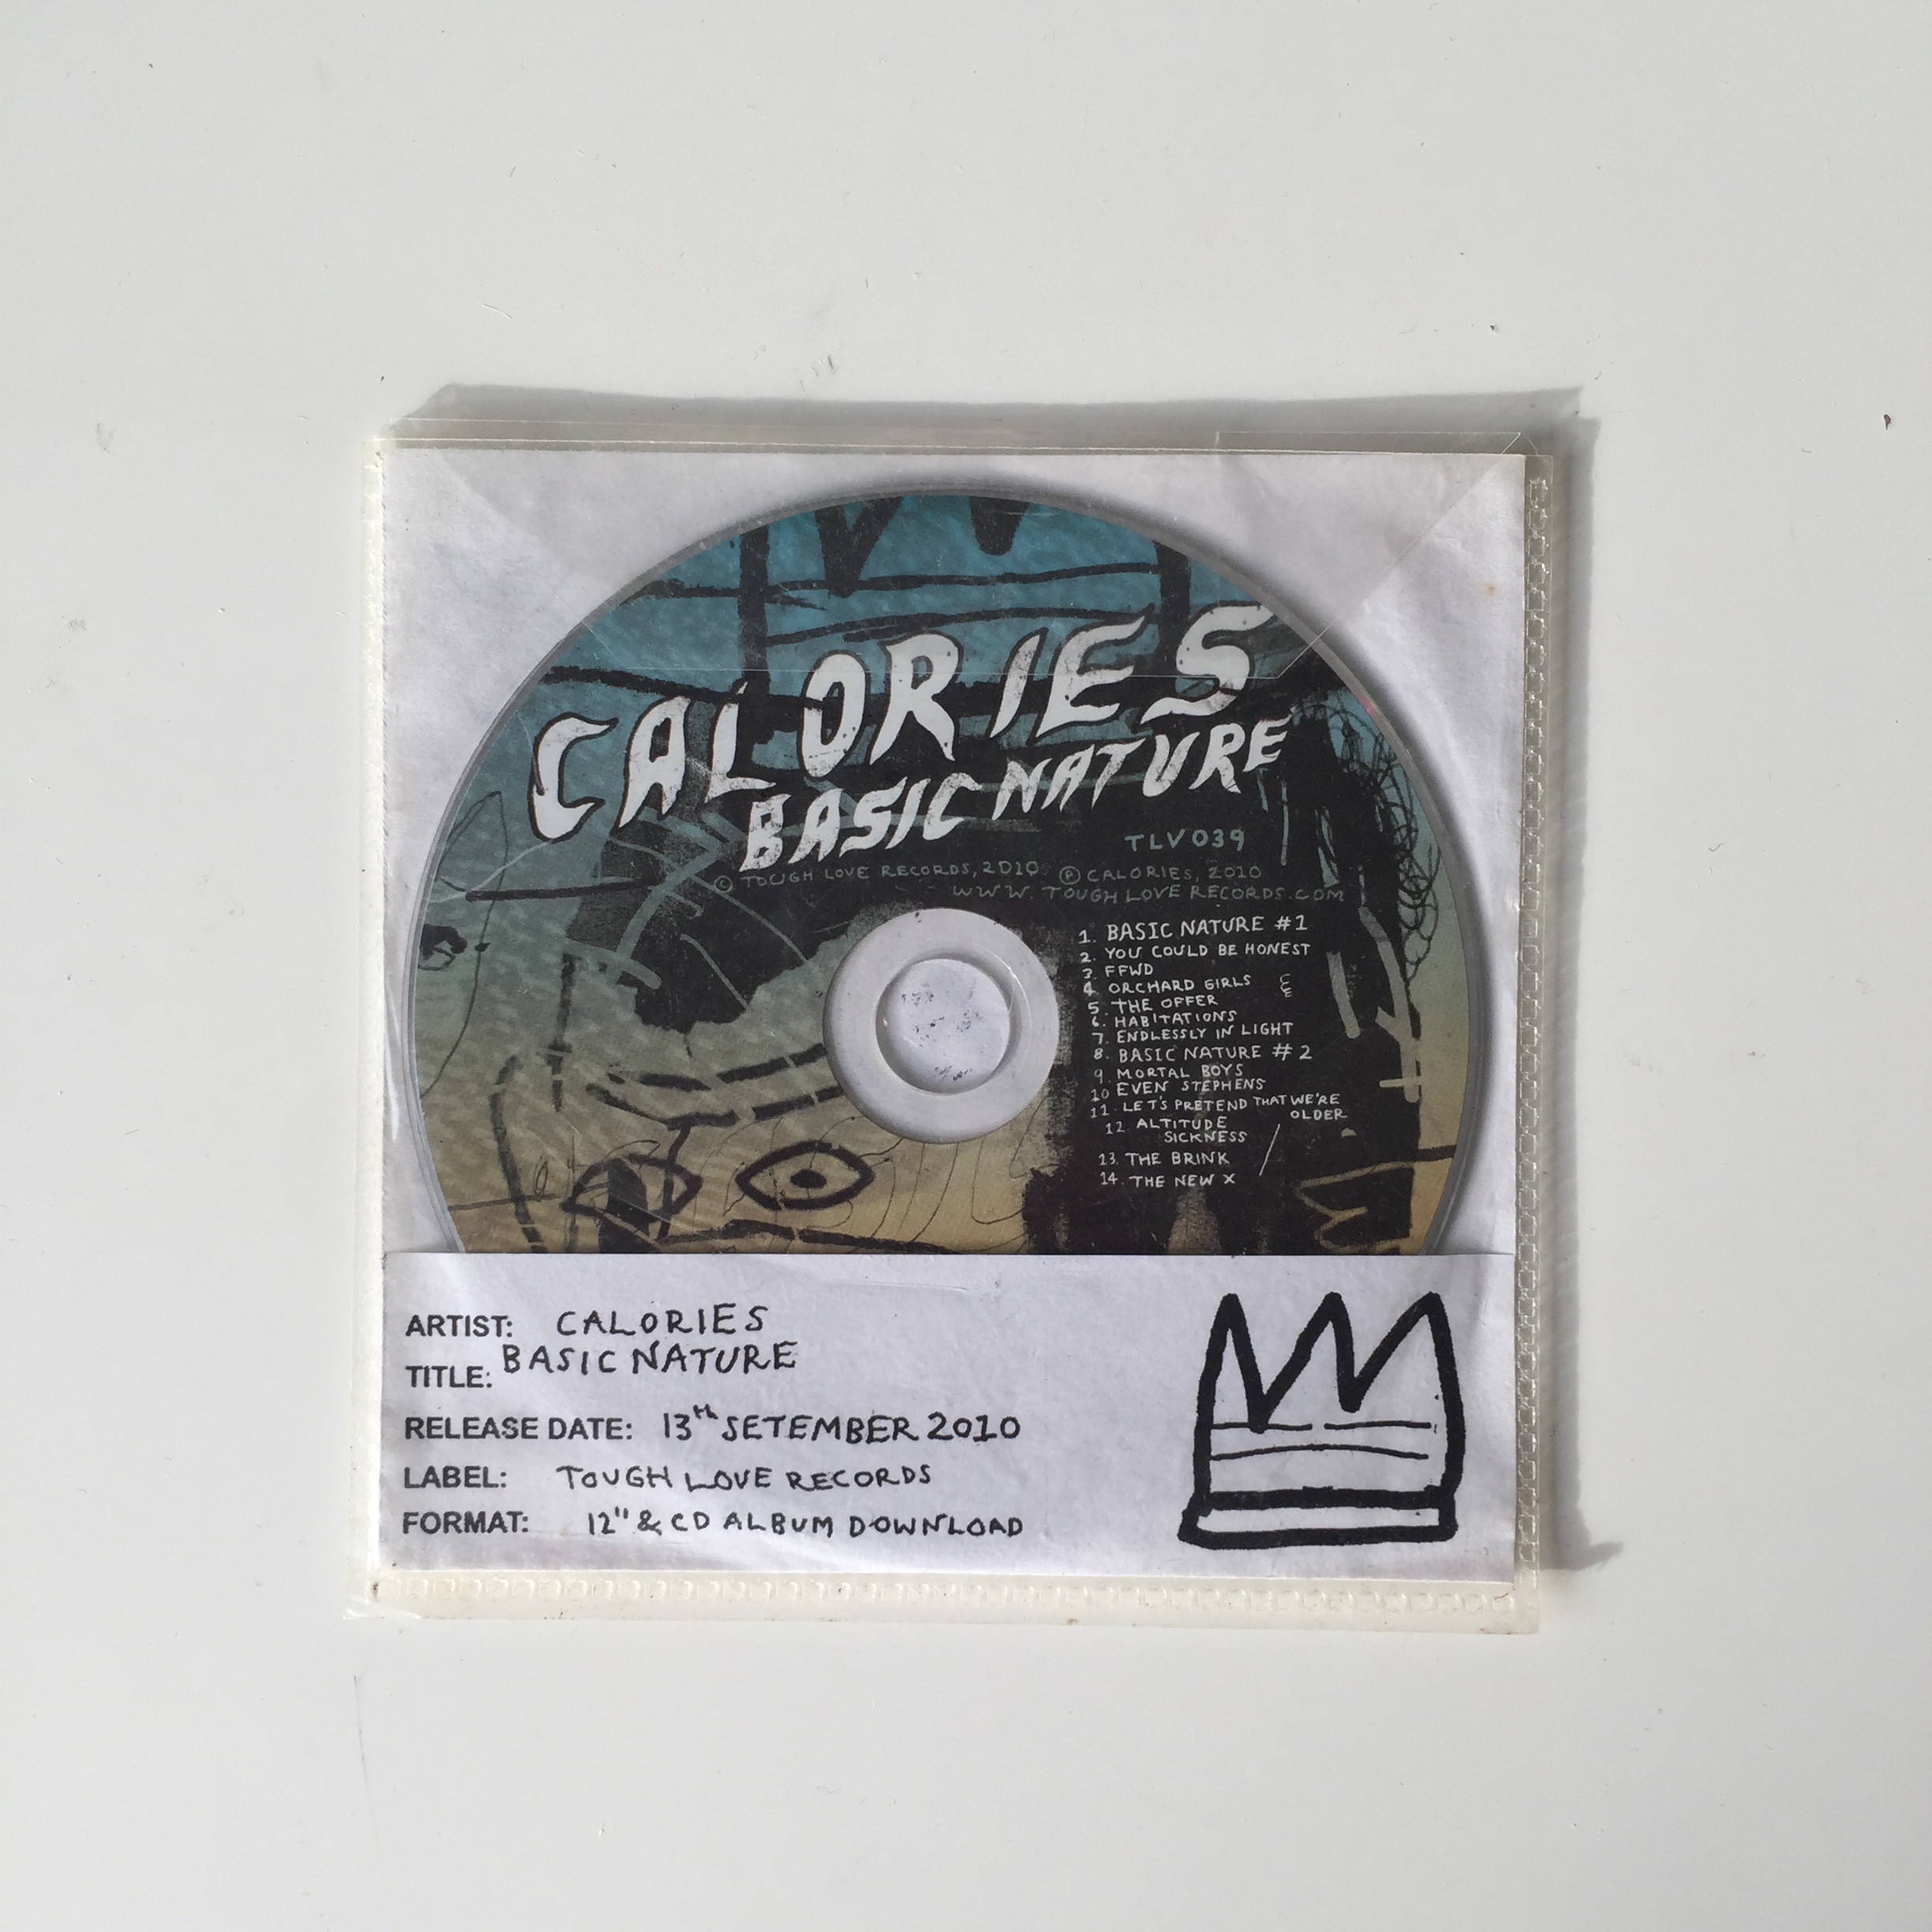 CALORIES
BASIC NATURE
TLV039
© TOUGH LOVE RECORDS, 2010 ℗ CALORIES, 2010
WWW.TOUGHLOVERECORDS.COM
1. BASIC NATURE #1
2. YOU COULD BE HONEST
3. FFWD
4. ORCHARD GIRLS
5. THE OFFER
6. HABITATIONS
7. ENDLESSLY IN LIGHT
8. BASIC NATURE #2
9. MORTAL BOYS
10 EVEN STEPHENS
11. LET'S PRETEND THAT WE'RE
OLDER
12. ALTITUDE
SICKNESS
13. THE BRINK
14. THE NEW X
ARTIST: CALORIES
TITLE: BASIC NATURE
RELEASE DATE: 13th SETEMBER 2010
LABEL: TOUGH LOVE RECORDS
FORMAT: 12" & CD ALBUM DOWNLOAD